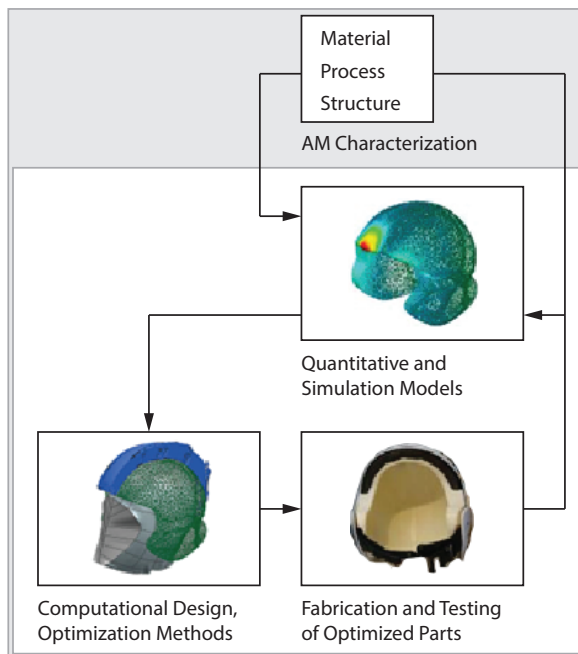 Material
Process
Structure
AM Characterization
Quantitative and
Simulation Models
Computational Design,
Optimization Methods
Fabrication and Testing
of Optimized Parts